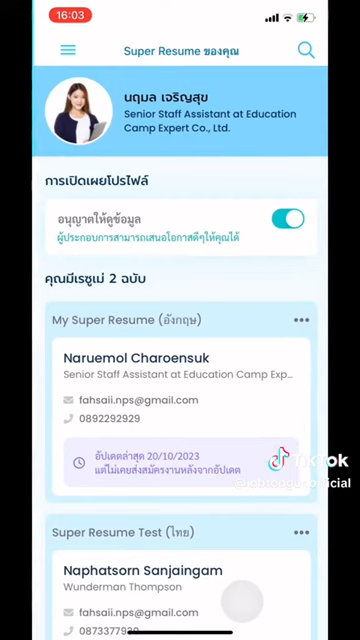 16:03
Super Resume ของคุณ
นฤมล เจริญสุข
Senior Staff Assistant at Education
Camp Expert Co., Ltd.
การเปิดเผยโปรไฟล์
อนุญาตให้ดูข้อมูล
ผู้ประกอบการสามารถเสนอโอกาสดีๆให้คุณได้
คุณมีเรซูเม่ 2 ฉบับ
My Super Resume (อังกฤษ)
Naruemol Charoensuk
Senior Staff Assistant at Education Camp Exp...
fahsaii.nps@gmail.com
0892292929
อัปเดตล่าสุด 20/10/2023
แต่ไม่เคยส่งสมัครงานหลังจากอัปเดต
TikTok
Super Resume Test (ไทย)
Naphatsorn Sanjaingam
Wunderman Thompson
fahsaii.nps@gmail.com